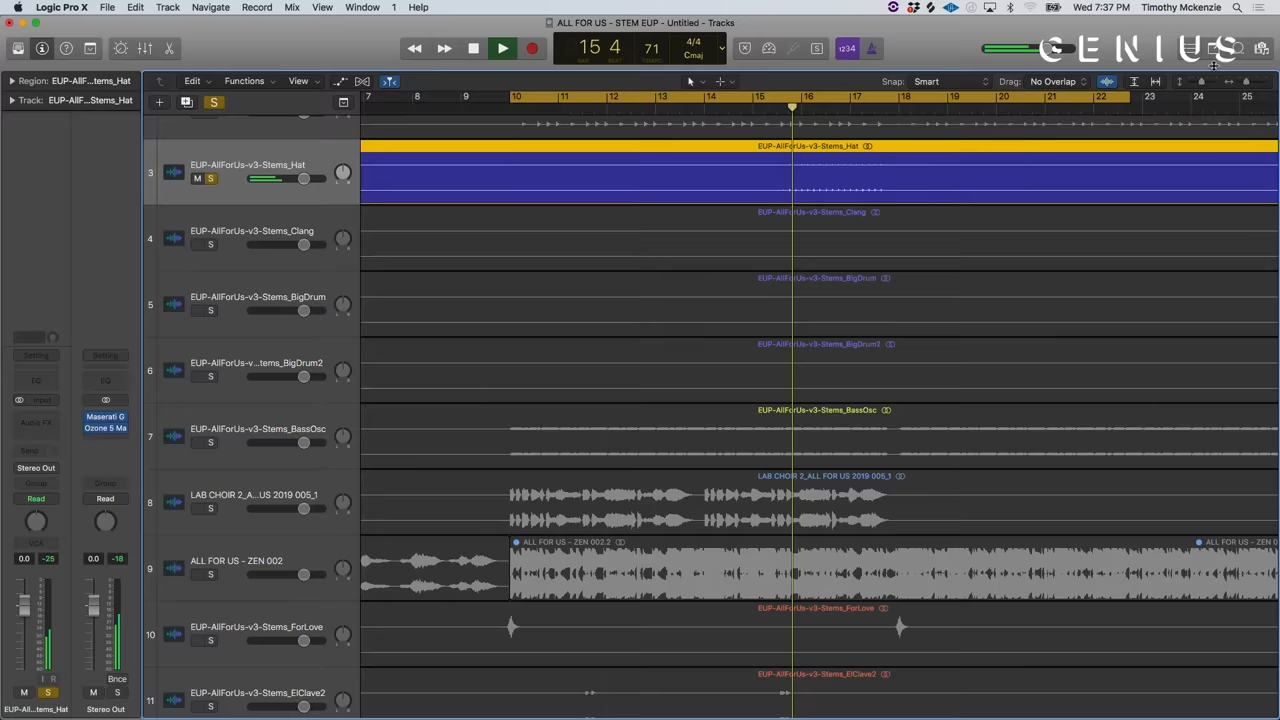 Logic Pro X File Edit Track Navigate Record Mix View Window 1 Help Wed 7:37 PM Timothy Mckenzie
ALL FOR US - STEM EUP - Untitled - Tracks
15 4 71 TEMPO 4/4 Cmaj S 1234 GENIUS
Region: EUP-AllF...tems_Hat Edit Functions View Snap: Smart Drag: No Overlap
Track: EUP-AllF...Stems_Hat S 7 8 9 10 11 12 13 14 15 16 17 18 19 20 21 22 23 24 25
EUP-AllForUs-v3-Stems_Hat
3 EUP-AllForUs-v3-Stems_Hat
M S L R
EUP-AllForUs-v3-Stems_Clang
4 EUP-AllForUs-v3-Stems_Clang
S L R
EUP-AllForUs-v3-Stems_BigDrum
5 EUP-AllForUs-v3-Stems_BigDrum
S L R
EUP-AllForUs-v3-Stems_BigDrum2
6 EUP-AllForUs-v...tems_BigDrum2
S L R
EUP-AllForUs-v3-Stems_BassOsc
7 EUP-AllForUs-v3-Stems_BassOsc
S L R
LAB CHOIR 2_ALL FOR US 2019 005_1
8 LAB CHOIR 2_A...US 2019 005_1
S L R
ALL FOR US - ZEN 002.2 ALL FOR US - ZEN 0
9 ALL FOR US - ZEN 002
S L R
EUP-AllForUs-v3-Stems_ForLove
10 EUP-AllForUs-v3-Stems_ForLove
S L R
EUP-AllForUs-v3-Stems_ElClave2
11 EUP-AllForUs-v3-Stems_ElClave2
S
Setting Setting
EQ EQ
Input
Audio FX Maserati G
Ozone 5 Ma
Send
Stereo Out Send
Group Group
Read Read
VCA
0.0 -25 0.0 -18
I R Bnce
M S M S
EUP-AllF...tems_Hat Stereo Out